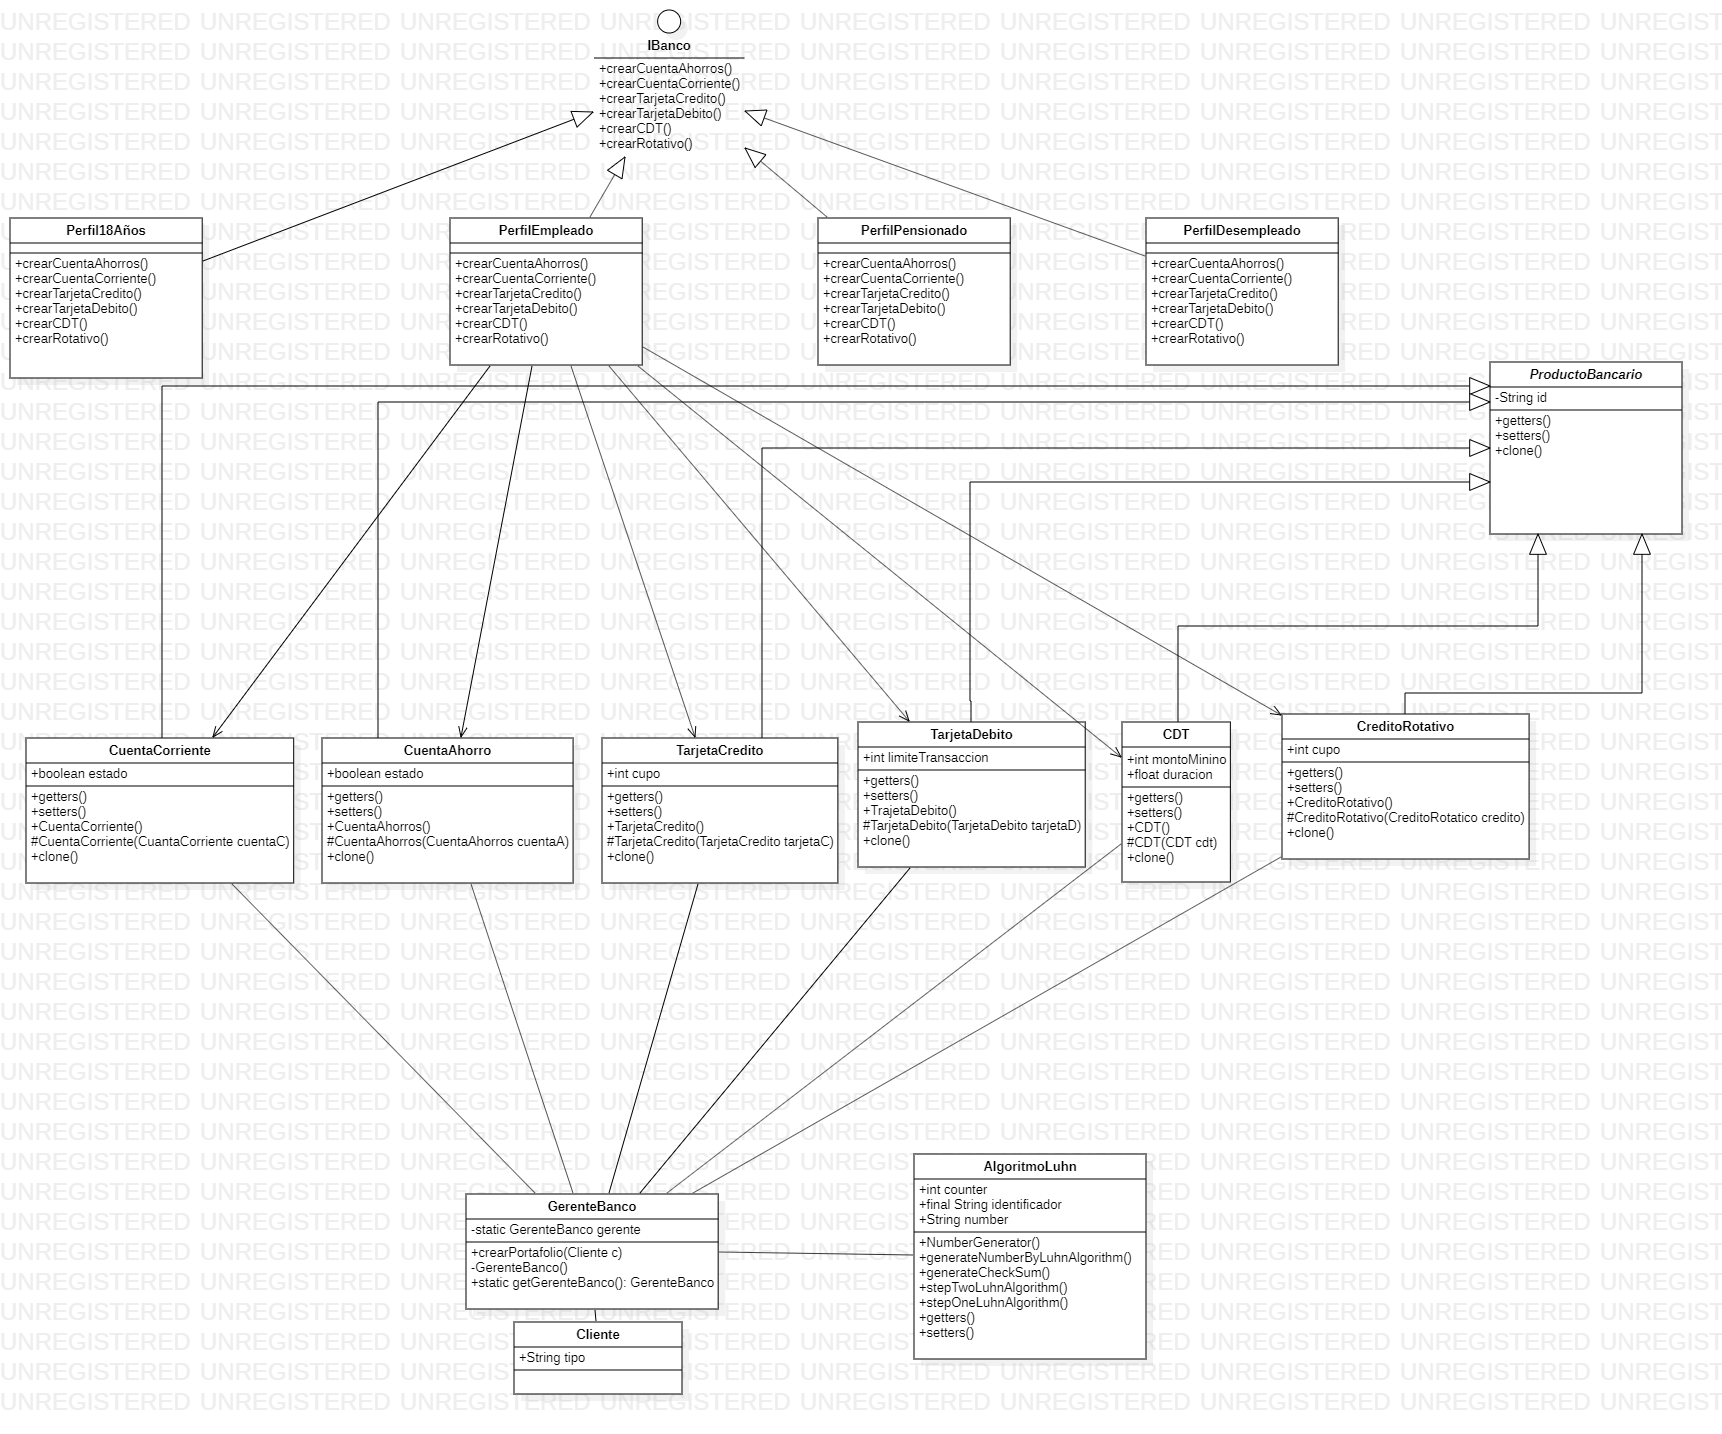 IBanco
+crearCuentaAhorros()
+crearCuentaCorriente()
+crearTarjetaCredito()
+crearTarjetaDebito()
+crearCDT()
+crearRotativo()
Perfil18Años
+crearCuentaAhorros()
+crearCuentaCorriente()
+crearTarjetaCredito()
+crearTarjetaDebito()
+crearCDT()
+crearRotativo()
PerfilEmpleado
+crearCuentaAhorros()
+crearCuentaCorriente()
+crearTarjetaCredito()
+crearTarjetaDebito()
+crearCDT()
+crearRotativo()
PerfilPensionado
+crearCuentaAhorros()
+crearCuentaCorriente()
+crearTarjetaCredito()
+crearTarjetaDebito()
+crearCDT()
+crearRotativo()
PerfilDesempleado
+crearCuentaAhorros()
+crearCuentaCorriente()
+crearTarjetaCredito()
+crearTarjetaDebito()
+crearCDT()
+crearRotativo()
ProductoBancario
-String id
+getters()
+setters()
+clone()
CuentaCorriente
+boolean estado
+getters()
+setters()
+CuentaCorriente()
#CuentaCorriente(CuantaCorriente cuentaC)
+clone()
CuentaAhorro
+boolean estado
+getters()
+setters()
+CuentaAhorros()
#CuentaAhorros(CuentaAhorros cuentaA)
+clone()
TarjetaCredito
+int cupo
+getters()
+setters()
+TarjetaCredito()
#TarjetaCredito(TarjetaCredito tarjetaC)
+clone()
TarjetaDebito
+int limiteTransaccion
+getters()
+setters()
+TrajetaDebito()
#TarjetaDebito(TarjetaDebito tarjetaD)
+clone()
CDT
+int montoMinino
+float duracion
+getters()
+setters()
+CDT()
#CDT(CDT cdt)
+clone()
CreditoRotativo
+int cupo
+getters()
+setters()
+CreditoRotativo()
#CreditoRotativo(CreditoRotatico credito)
+clone()
GerenteBanco
-static GerenteBanco gerente
+crearPortafolio(Cliente c)
-GerenteBanco()
+static getGerenteBanco(): GerenteBanco
AlgoritmoLuhn
+int counter
+final String identificador
+String number
+NumberGenerator()
+generateNumberByLuhnAlgorithm()
+generateCheckSum()
+stepTwoLuhnAlgorithm()
+stepOneLuhnAlgorithm()
+getters()
+setters()
Cliente
+String tipo
UNREGISTERED